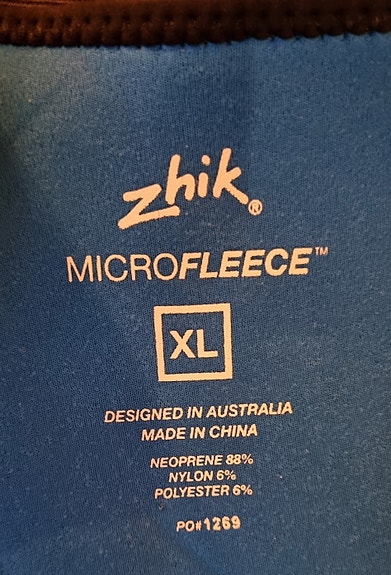 zhik®
MICROFLEECE™
XL
DESIGNED IN AUSTRALIA
MADE IN CHINA
NEOPRENE 88%
NYLON 6%
POLYESTER 6%
PO#1269